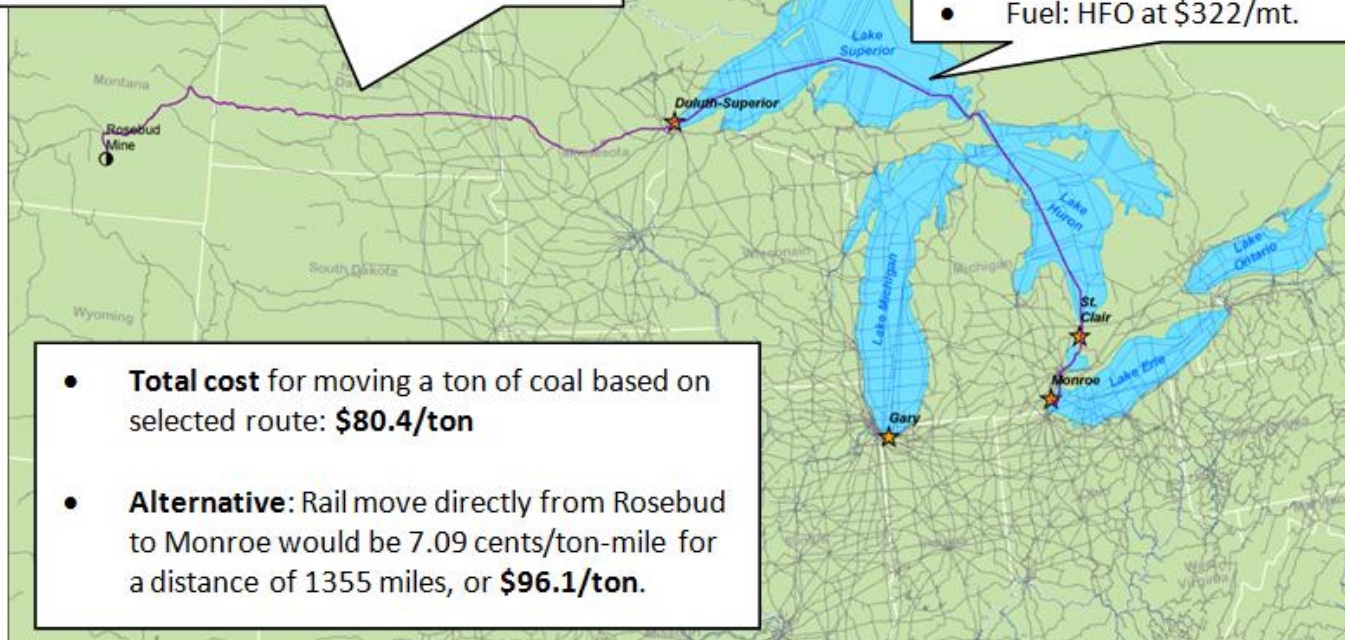 • Fuel: HFO at $322/mt.
Lake
Superior
Montana
Duluth-Superior
Rosebud
Mine
Minnesota
Lake
Huron
Wisconsin
Lake
Ontario
South Dakota
Michigan
Lake Michigan
Wyoming
St.
Clair
Monroe
Lake Erie
Gary
• Total cost for moving a ton of coal based on
selected route: $80.4/ton
• Alternative: Rail move directly from Rosebud
to Monroe would be 7.09 cents/ton-mile for
a distance of 1355 miles, or $96.1/ton.
West
Virginia